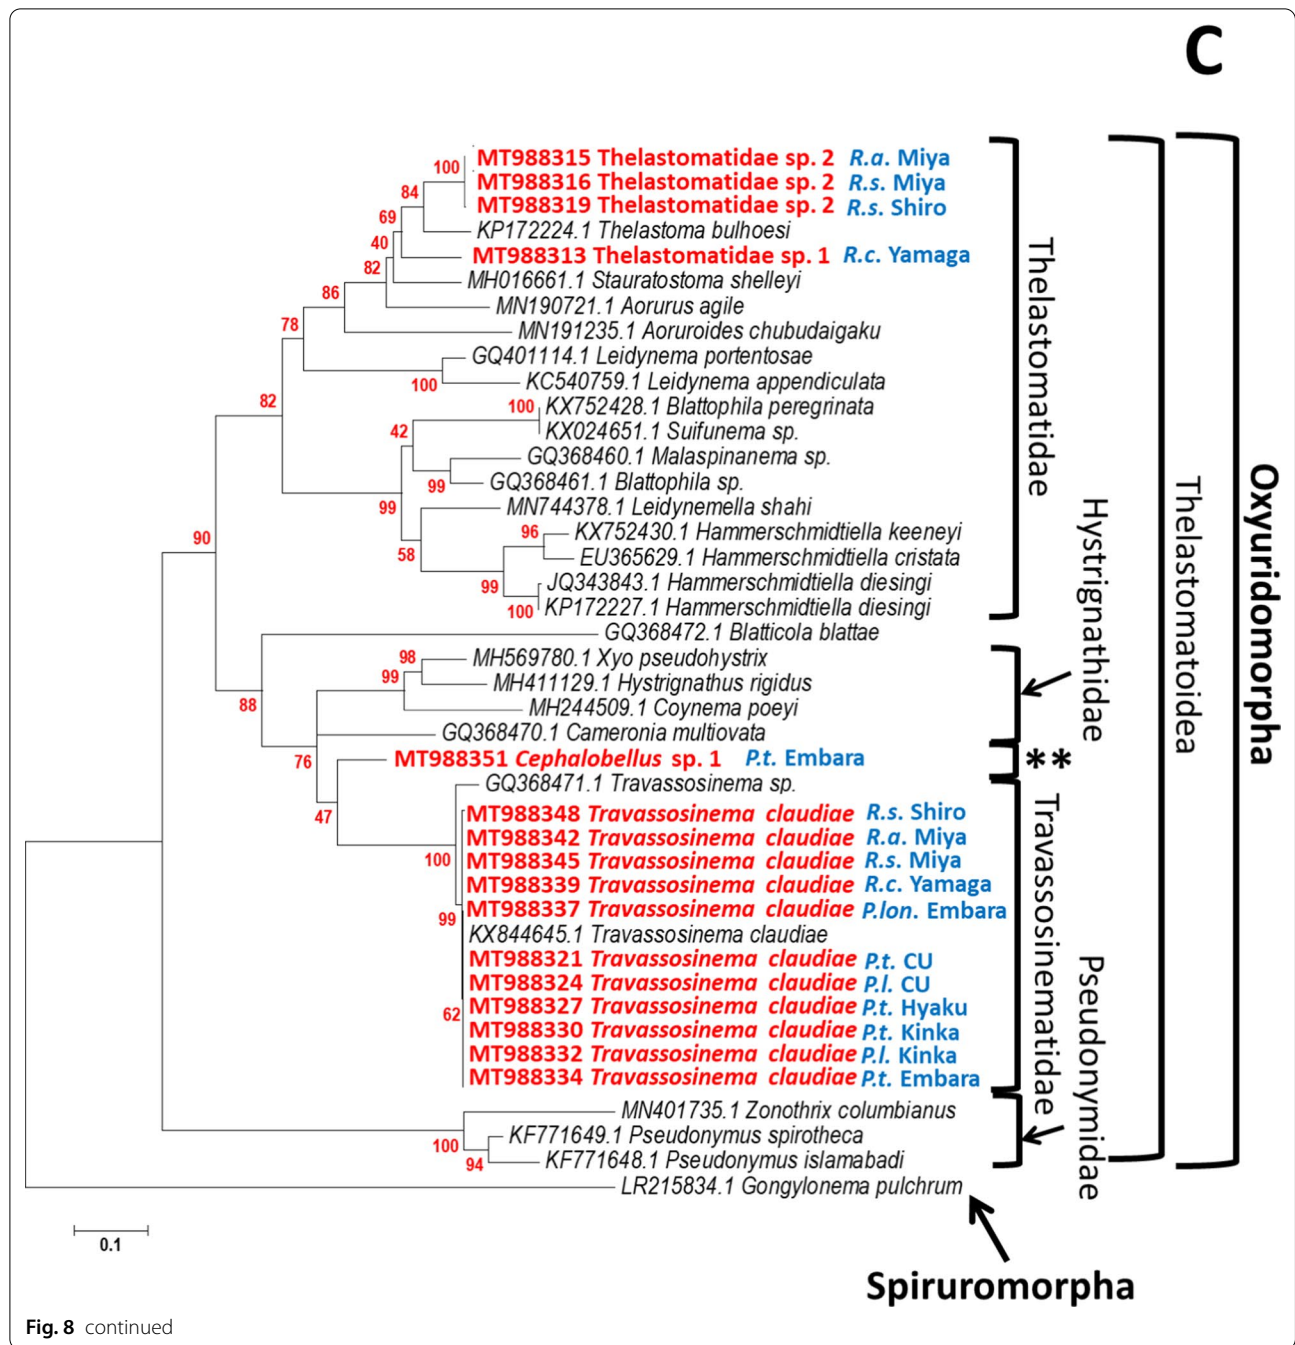 C
MT988315 Thelastomatidae sp. 2 R.a. Miya
MT988316 Thelastomatidae sp. 2 R.s. Miya
MT988319 Thelastomatidae sp. 2 R.s. Shiro
KP172224.1 Thelastoma bulhoesi
MT988313 Thelastomatidae sp. 1 R.c. Yamaga
MH016661.1 Stauratostoma shelleyi
MN190721.1 Aorurus agile
MN191235.1 Aoruroides chubudaigaku
GQ401114.1 Leidynema portentosae
KC540759.1 Leidynema appendiculata
KX752428.1 Blattophila peregrinata
KX024651.1 Suifunema sp.
GQ368460.1 Malaspinanema sp.
GQ368461.1 Blattophila sp.
MN744378.1 Leidynemella shahi
KX752430.1 Hammerschmidtiella keeneyi
EU365629.1 Hammerschmidtiella cristata
JQ343843.1 Hammerschmidtiella diesingi
KP172227.1 Hammerschmidtiella diesingi
GQ368472.1 Blatticola blattae
MH569780.1 Xyo pseudohystrix
MH411129.1 Hystrignathus rigidus
MH244509.1 Coynema poeyi
GQ368470.1 Cameronia multiovata
MT988351 Cephalobellus sp. 1 P.t. Embara
GQ368471.1 Travassosinema sp.
MT988348 Travassosinema claudiae R.s. Shiro
MT988342 Travassosinema claudiae R.a. Miya
MT988345 Travassosinema claudiae R.s. Miya
MT988339 Travassosinema claudiae R.c. Yamaga
MT988337 Travassosinema claudiae P.lon. Embara
KX844645.1 Travassosinema claudiae
MT988321 Travassosinema claudiae P.t. CU
MT988324 Travassosinema claudiae P.l. CU
MT988327 Travassosinema claudiae P.t. Hyaku
MT988330 Travassosinema claudiae P.t. Kinka
MT988332 Travassosinema claudiae P.l. Kinka
MT988334 Travassosinema claudiae P.t. Embara
MN401735.1 Zonothrix columbianus
KF771649.1 Pseudonymus spirotheca
KF771648.1 Pseudonymus islamabadi
LR215834.1 Gongylonema pulchrum
100
84
69
40
82
86
78
100
82
100
42
99
99
96
58
99
100
90
98
99
88
76
47
100
99
62
100
94
Thelastomatidae
Hystrignathidae
**
Travassosinematidae
Pseudonymidae
Thelastomatoidea
Oxyuridomorpha
Spiruromorpha
0.1
Fig. 8 continued